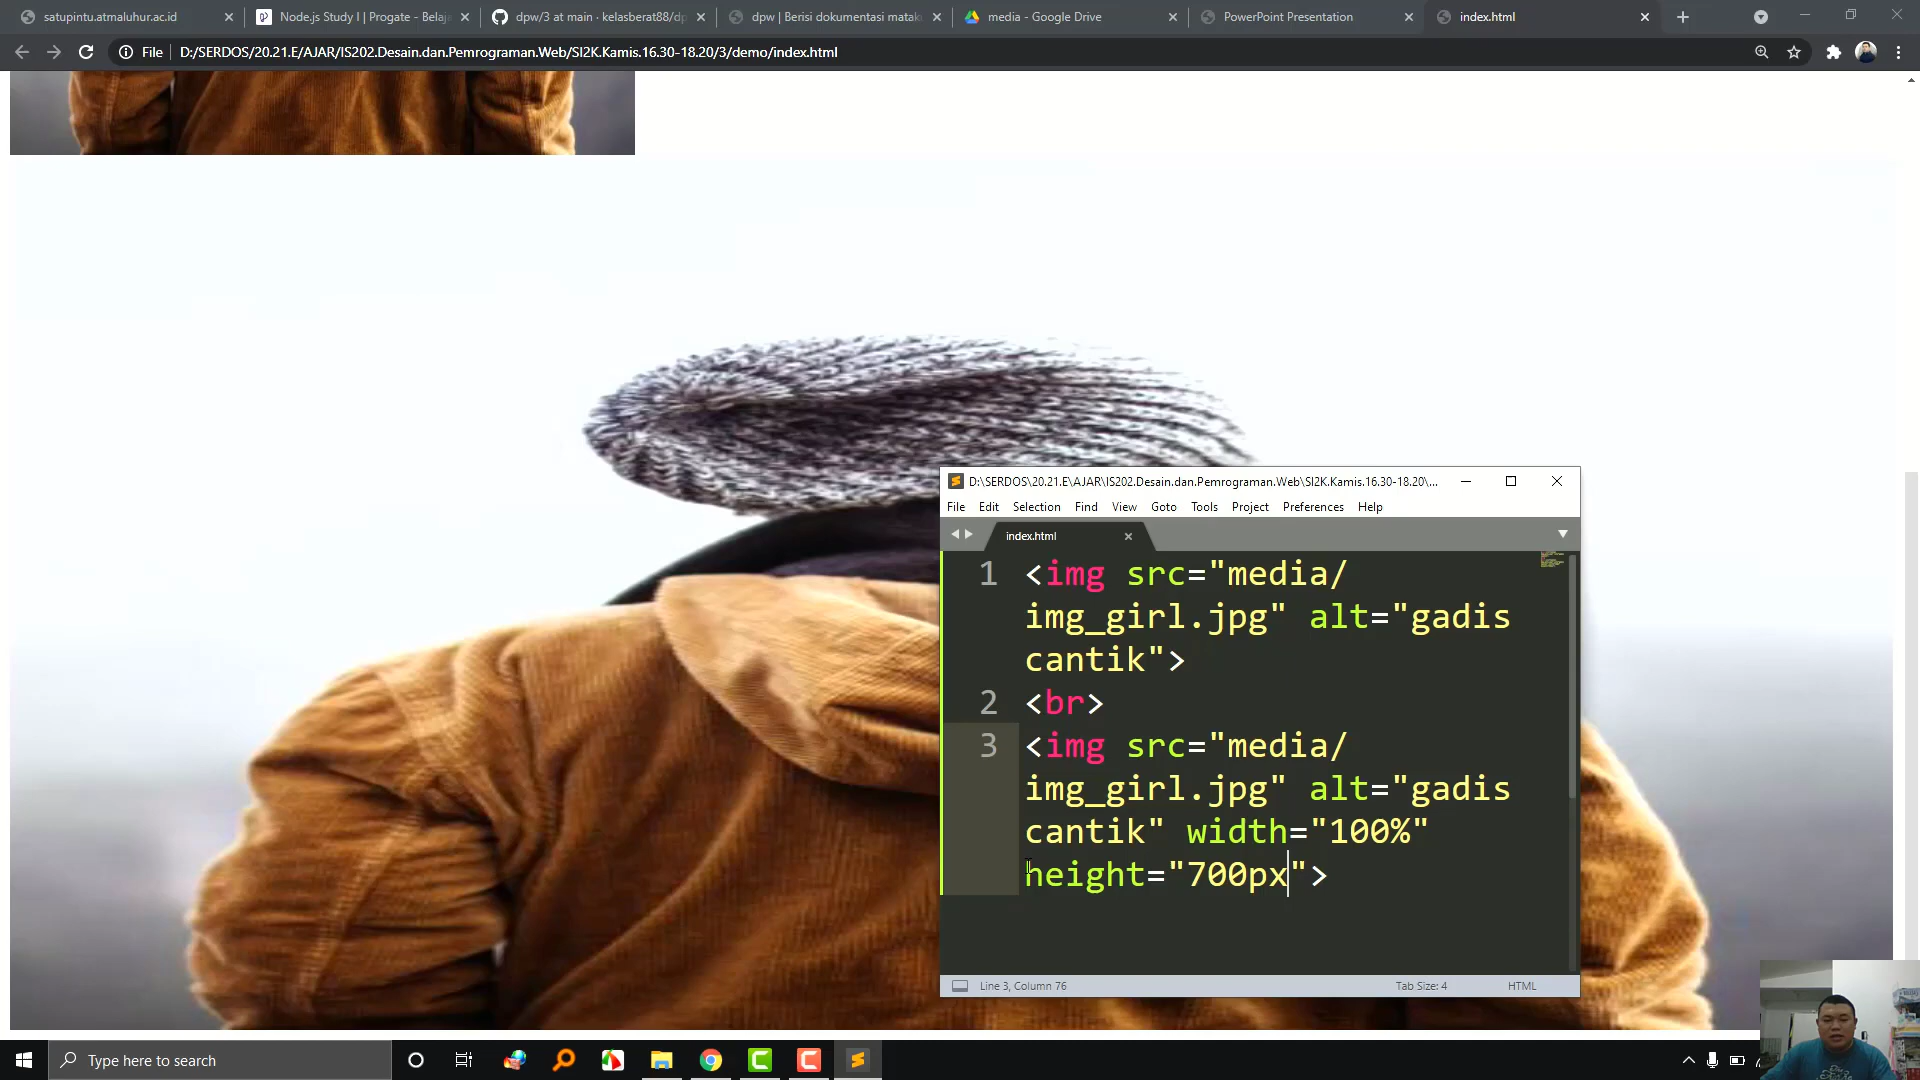 satupintu.atmaluhur.ac.id
Node.js Study I | Progate - Belaj
dpw/3 at main · kelasberat88/dp
dpw | Berisi dokumentasi matak
media - Google Drive
PowerPoint Presentation
index.html
File
D:/SERDOS/20.21.E/AJAR/IS202.Desain.dan.Pemrograman.Web/SI2K.Kamis.16.30-18.20/3/demo/index.html
D:\SERDOS\20.21.E\AJAR\IS202.Desain.dan.Pemrograman.Web\SI2K.Kamis.16.30-18.20\...
File Edit Selection Find View Goto Tools Project Preferences Help
index.html
1 <img src="media/
img_girl.jpg" alt="gadis
cantik">
2 <br>
3 <img src="media/
img_girl.jpg" alt="gadis
cantik" width="100%"
height="700px">
Line 3, Column 76
Tab Size: 4
HTML
Type here to search